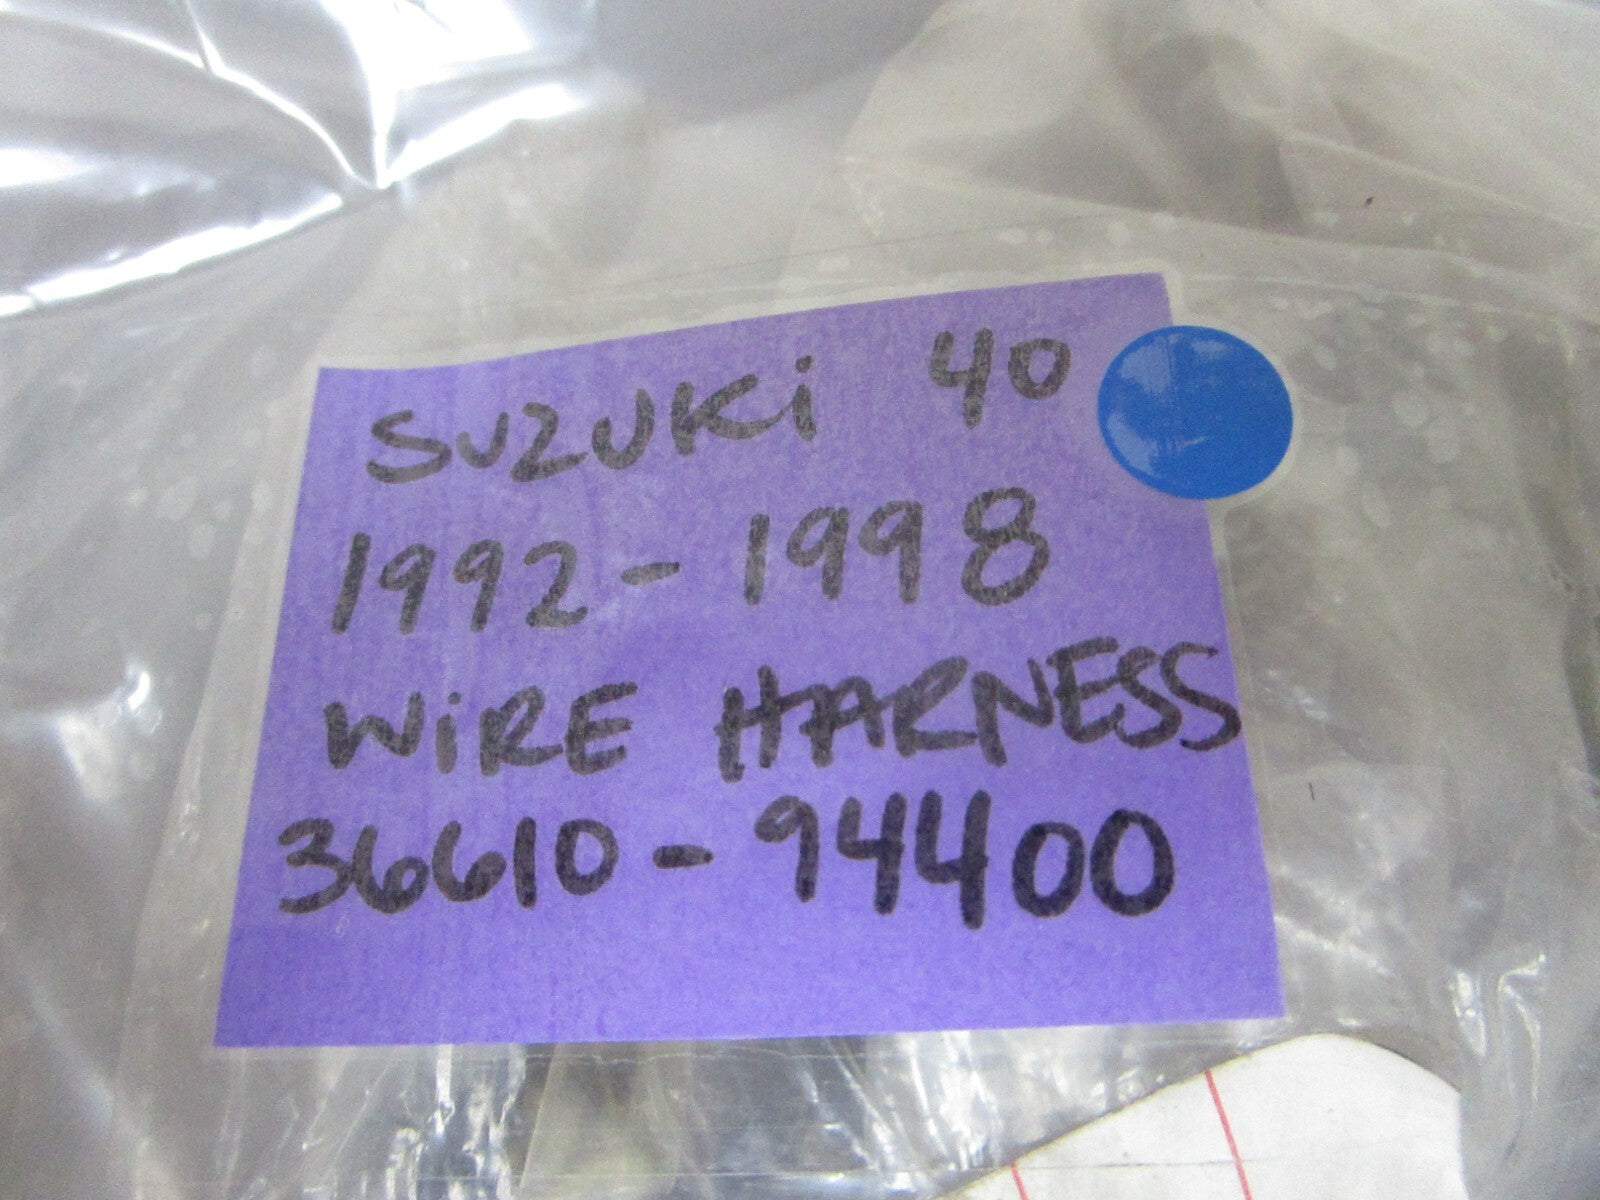 SUZUKi 40
1992-1998
WiRE HARNESS
36610-94400